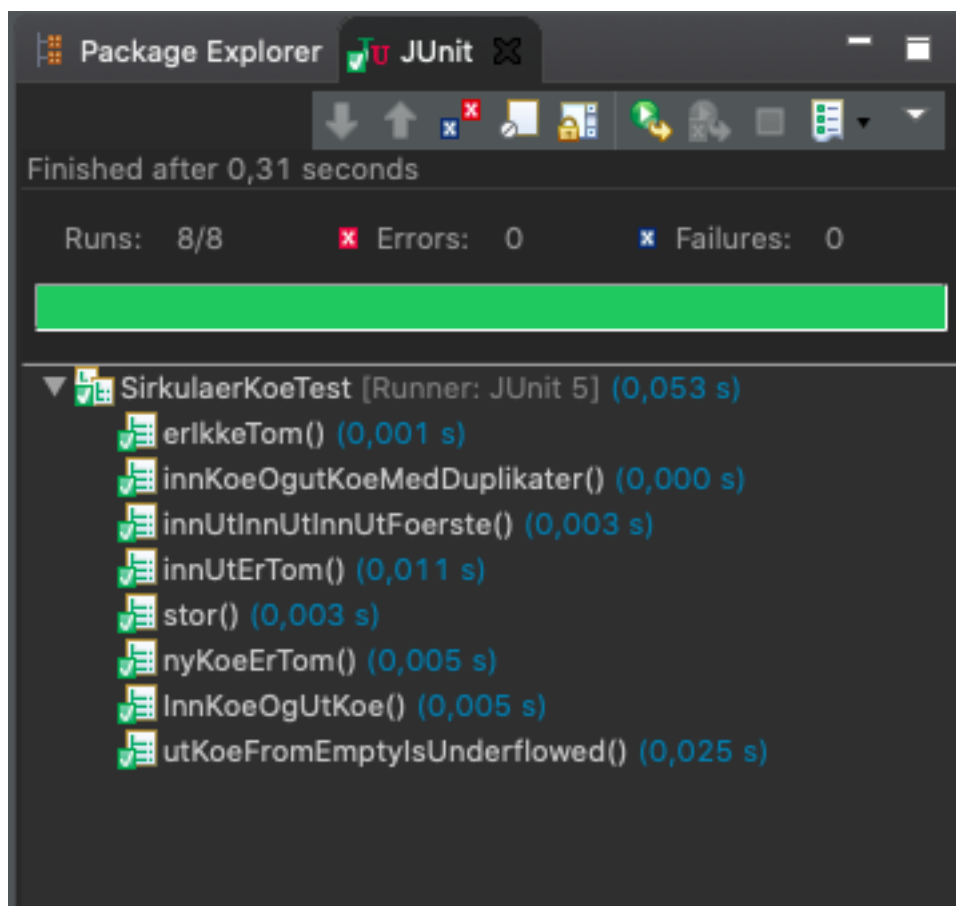 Package Explorer JUnit
Finished after 0,31 seconds
Runs: 8/8 Errors: 0 Failures: 0
SirkulaerKoeTest [Runner: JUnit 5] (0,053 s)
erIkkeTom() (0,001 s)
innKoeOgutKoeMedDuplikater() (0,000 s)
innUtInnUtInnUtFoerste() (0,003 s)
innUtErTom() (0,011 s)
stor() (0,003 s)
nyKoeErTom() (0,005 s)
InnKoeOgUtKoe() (0,005 s)
utKoeFromEmptyIsUnderflowed() (0,025 s)